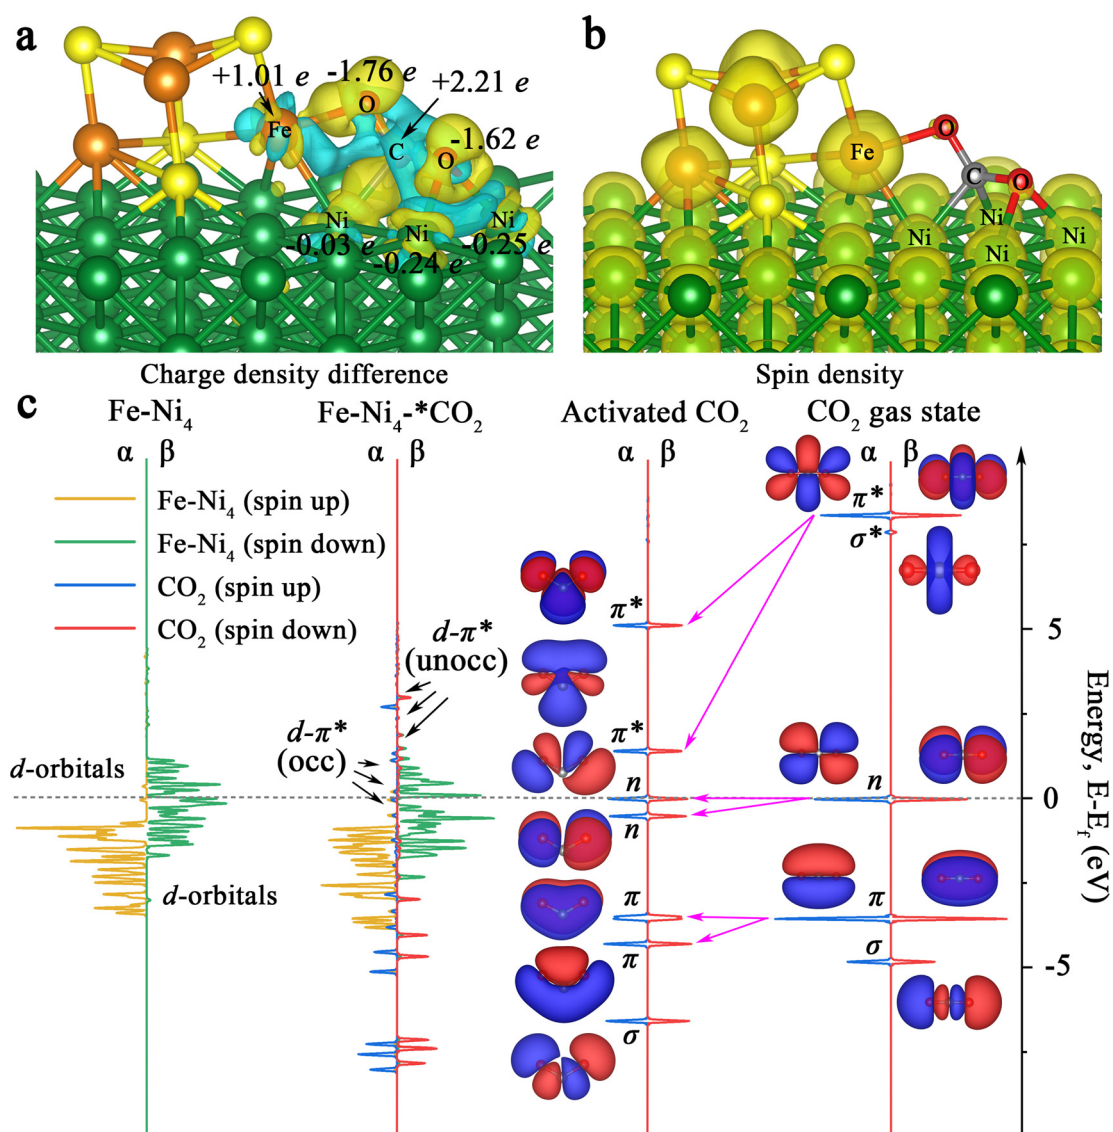 a
+1.01 e
-1.76 e
+2.21 e
O
Fe
C
O
-1.62 e
Ni
Ni
Ni
-0.03 e
-0.24 e
-0.25 e
Charge density difference
b
O
Fe
C
O
Ni
Ni
Ni
Ni
Spin density
c
Fe-Ni₄
Fe-Ni₄-*CO₂
Activated CO₂
CO₂ gas state
α β
α β
α β
α β
Fe-Ni₄ (spin up)
Fe-Ni₄ (spin down)
CO₂ (spin up)
CO₂ (spin down)
d-orbitals
d-orbitals
d-π*
(unocc)
d-π*
(occ)
π*
π*
n
n
π
π
σ
π*
σ*
n
π
σ
5
0
-5
Energy, E-E_f (eV)